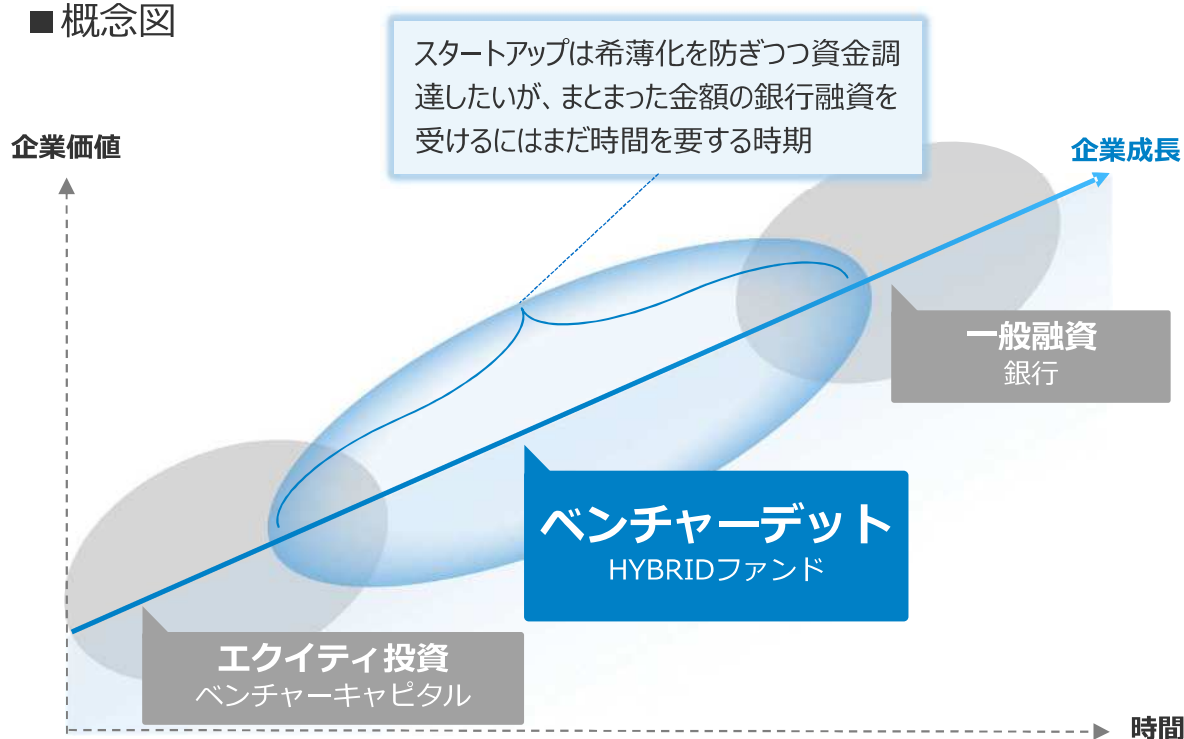 ■概念図
スタートアップは希薄化を防ぎつつ資金調
達したいが、まとまった金額の銀行融資を
受けるにはまだ時間を要する時期
企業価値
企業成長
一般融資
銀行
ベンチャーデット
HYBRIDファンド
エクイティ投資
ベンチャーキャピタル
時間